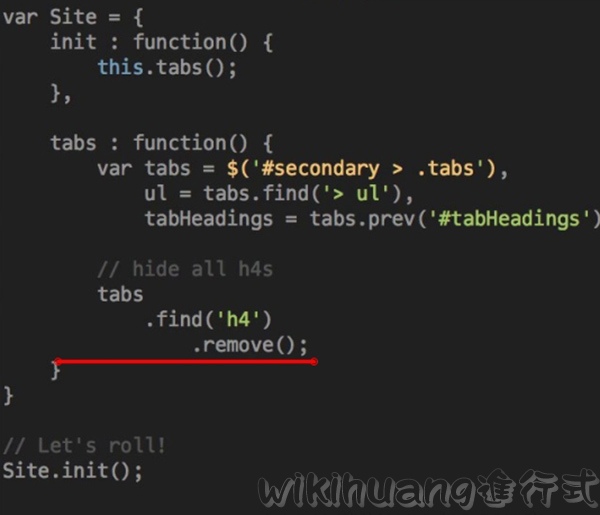 var Site = {
    init : function() {
        this.tabs();
    },
    tabs : function() {
        var tabs = $('#secondary > .tabs'),
            ul = tabs.find('> ul'),
            tabHeadings = tabs.prev('#tabHeadings')
        // hide all h4s
        tabs
            .find('h4')
                .remove();
    }
}
// Let's roll!
Site.init();
wikihuang進行式